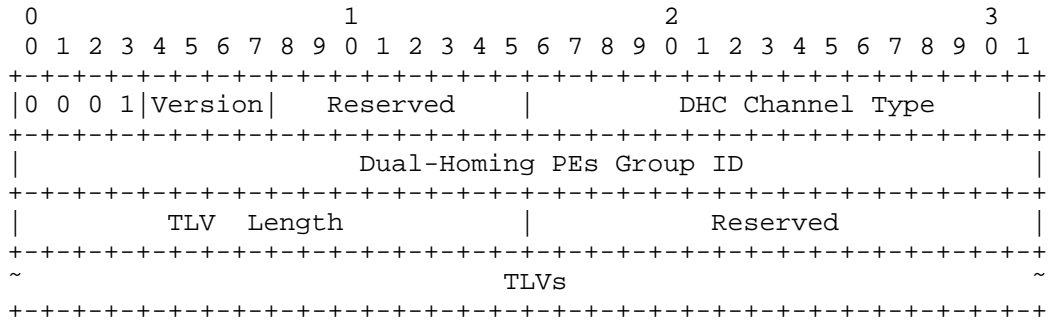 0                   1                   2                   3
 0 1 2 3 4 5 6 7 8 9 0 1 2 3 4 5 6 7 8 9 0 1 2 3 4 5 6 7 8 9 0 1
+-+-+-+-+-+-+-+-+-+-+-+-+-+-+-+-+-+-+-+-+-+-+-+-+-+-+-+-+-+-+-+-+
|0 0 0 1|Version|   Reserved    |         DHC Channel Type      |
+-+-+-+-+-+-+-+-+-+-+-+-+-+-+-+-+-+-+-+-+-+-+-+-+-+-+-+-+-+-+-+-+
|                     Dual-Homing PEs Group ID                  |
+-+-+-+-+-+-+-+-+-+-+-+-+-+-+-+-+-+-+-+-+-+-+-+-+-+-+-+-+-+-+-+-+
|         TLV  Length           |           Reserved            |
+-+-+-+-+-+-+-+-+-+-+-+-+-+-+-+-+-+-+-+-+-+-+-+-+-+-+-+-+-+-+-+-+
~                              TLVs                             ~
+-+-+-+-+-+-+-+-+-+-+-+-+-+-+-+-+-+-+-+-+-+-+-+-+-+-+-+-+-+-+-+-+